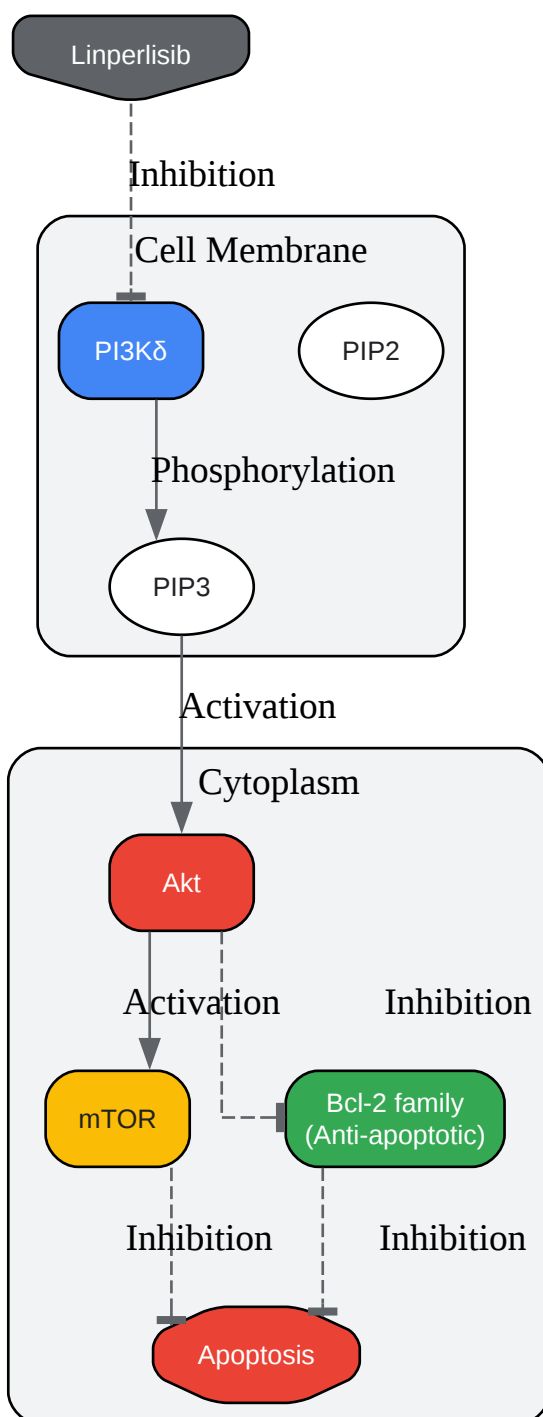 Linperlisib
Inhibition
Cell Membrane
PI3Kδ
PIP2
Phosphorylation
PIP3
Activation
Cytoplasm
Akt
Activation
Inhibition
mTOR
Bcl-2 family
(Anti-apoptotic)
Inhibition
Inhibition
Apoptosis